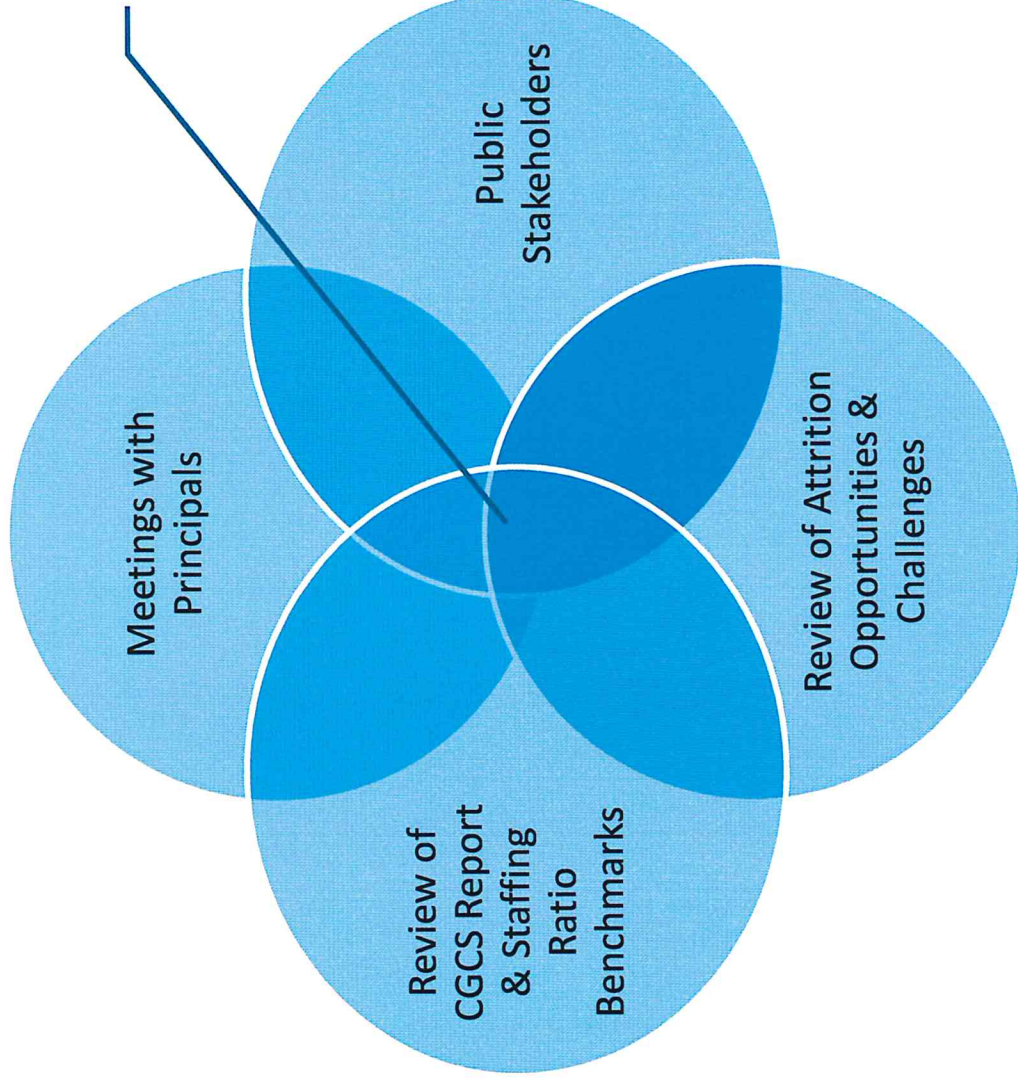 Meetings with
Principals
Public
Stakeholders
Review of
CGCS Report
& Staffing
Ratio
Benchmarks
Review of Attrition
Opportunities &
Challenges